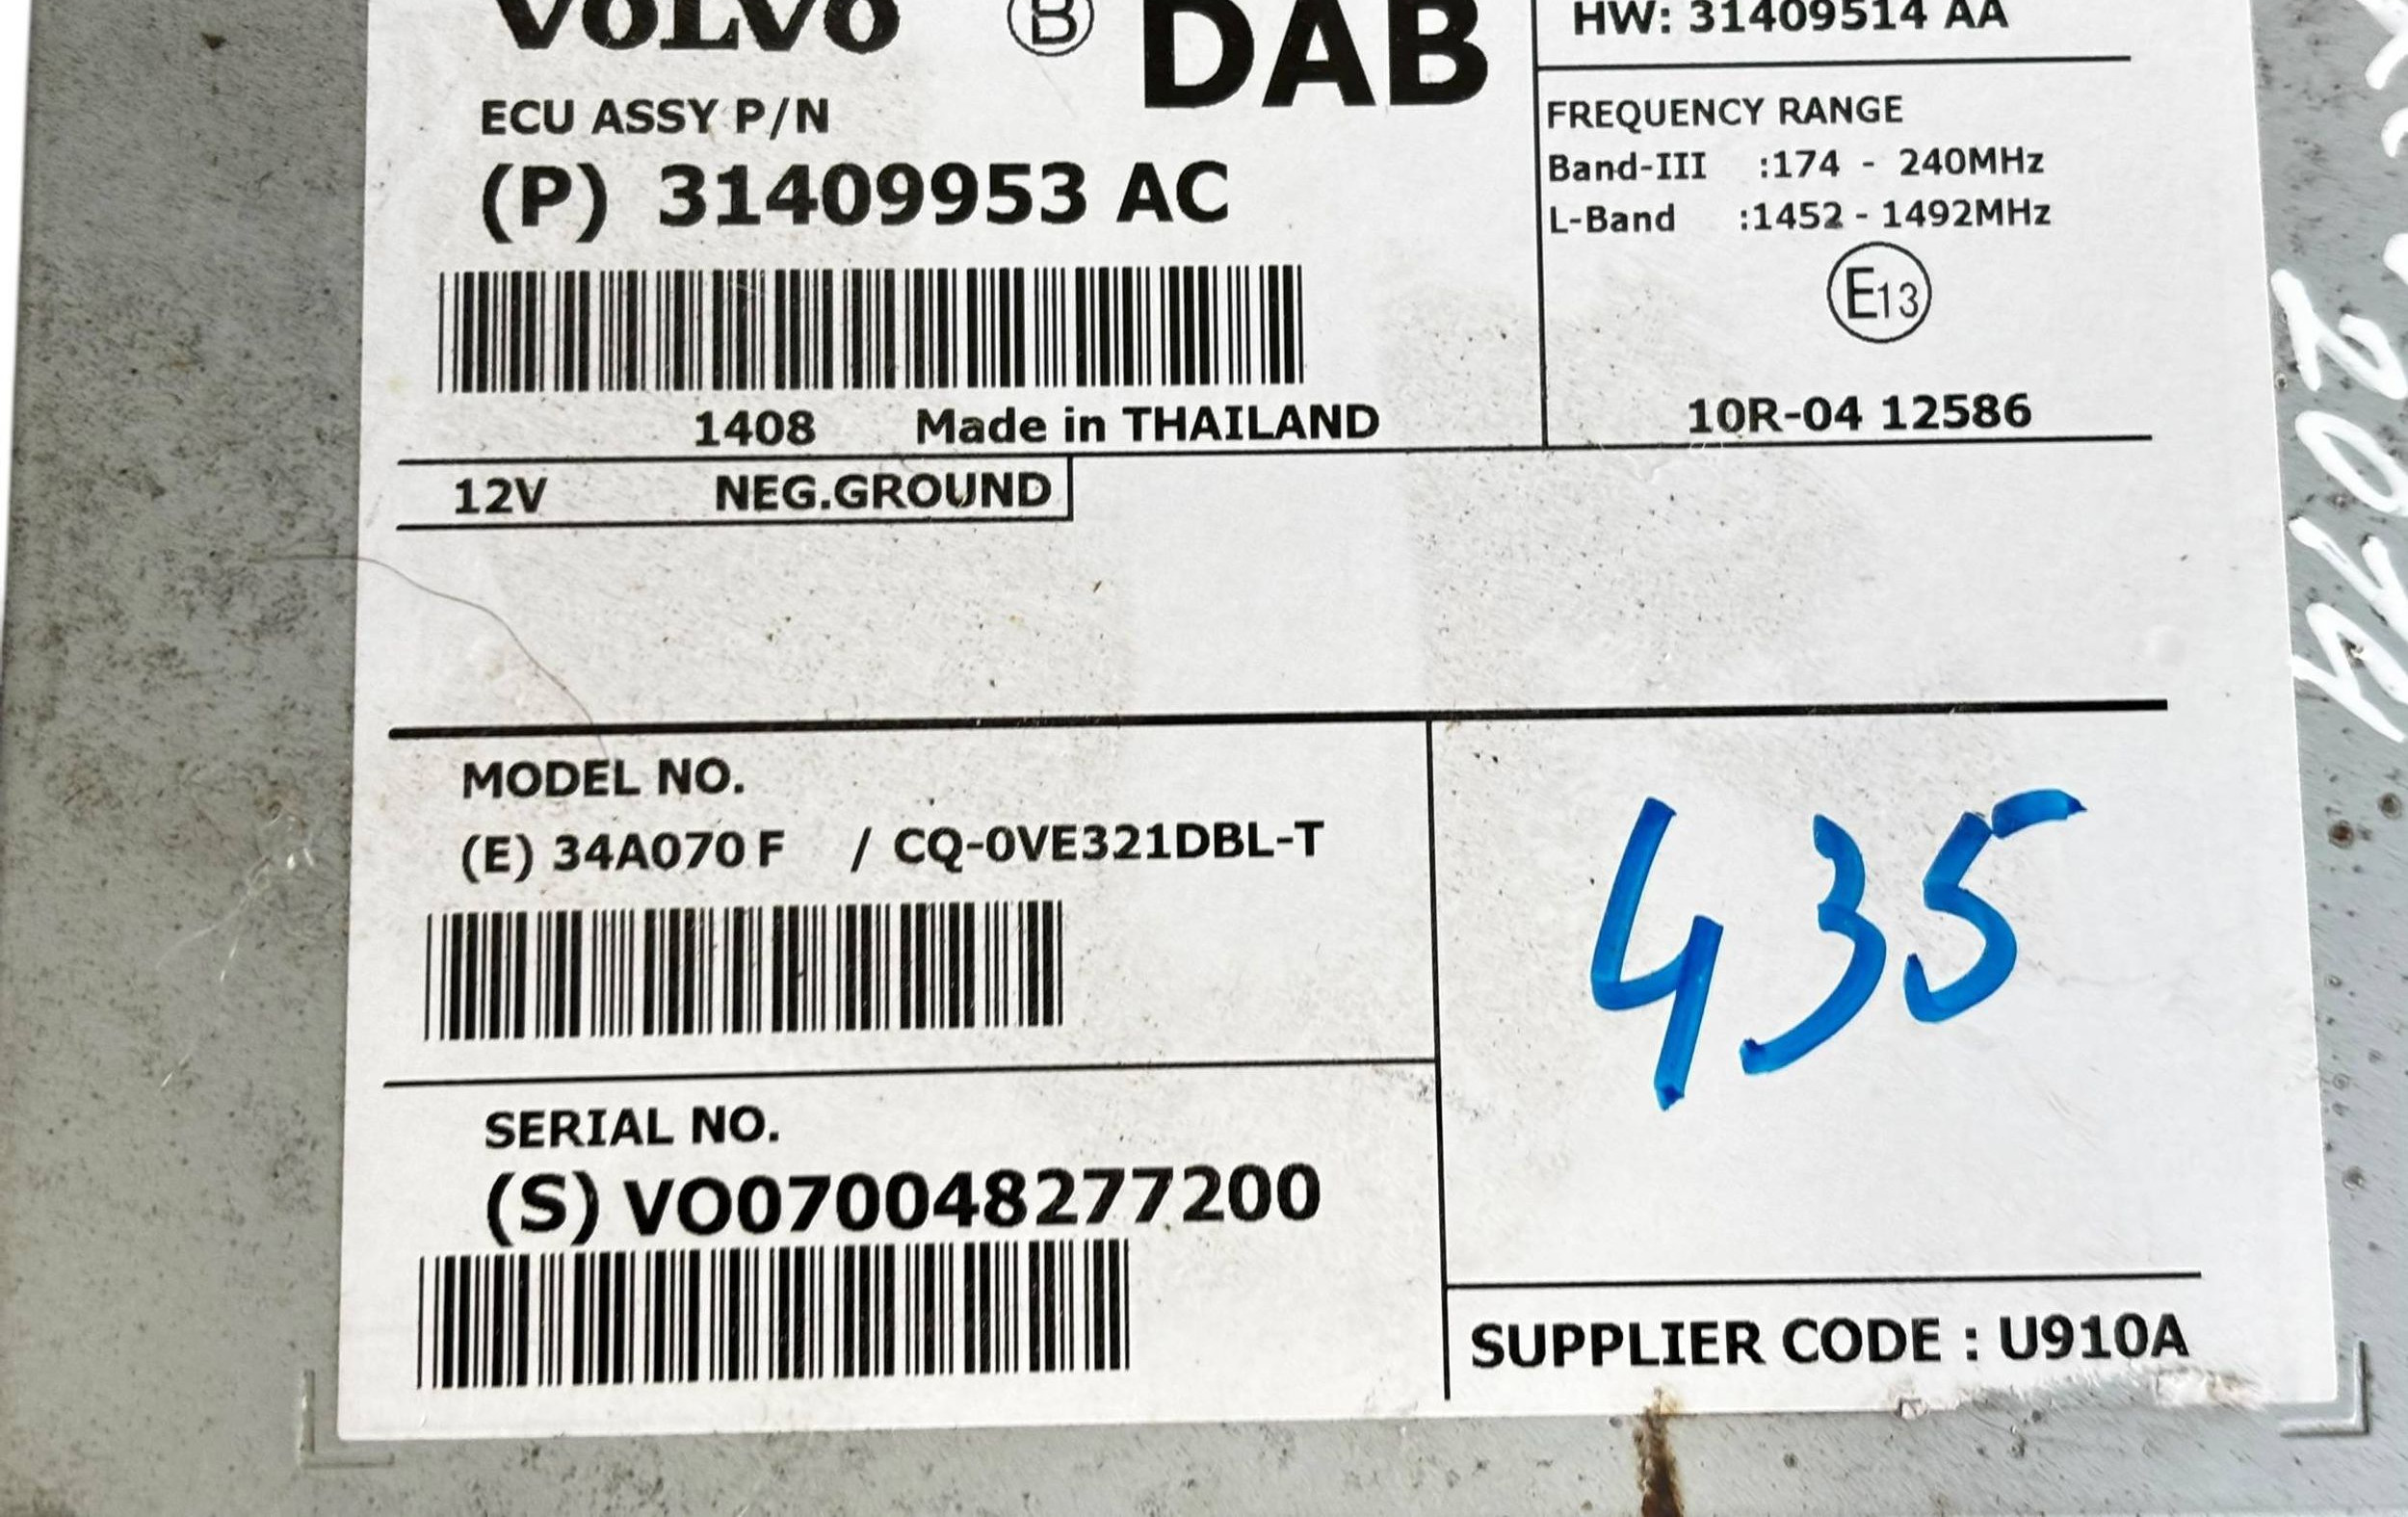 VOLVO B DAB
HW: 31409514 AA
ECU ASSY P/N
(P) 31409953 AC
FREQUENCY RANGE
Band-III :174 - 240MHz
L-Band :1452 - 1492MHz
E13
10R-04 12586
1408 Made in THAILAND
12V NEG.GROUND
MODEL NO.
(E) 34A070 F / CQ-0VE321DBL-T
435
SERIAL NO.
(S) VO070048277200
SUPPLIER CODE : U910A